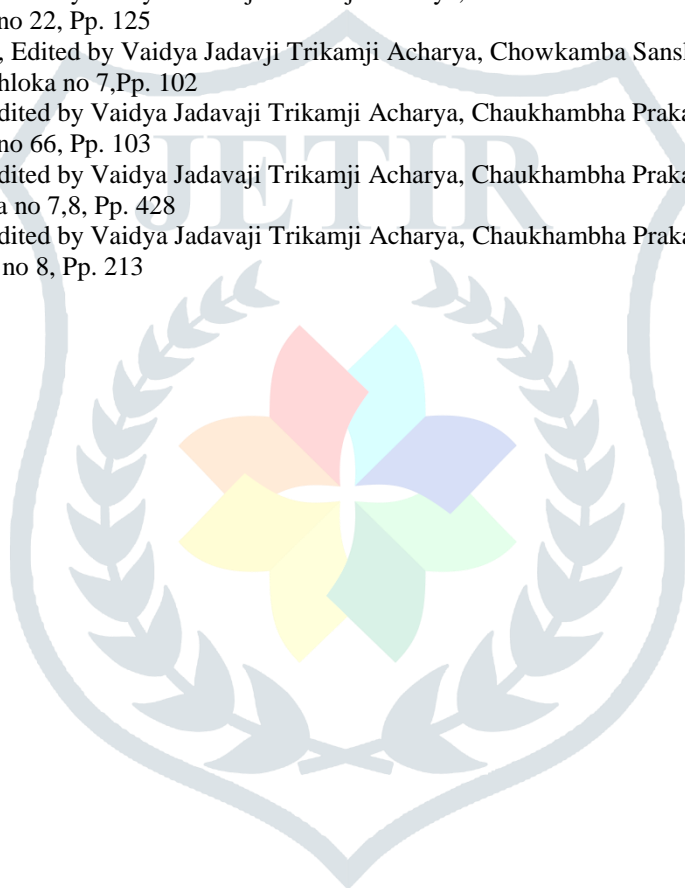 no 22, Pp. 125
, Edited by Vaidya Jadavji Trikamji Acharya, Chowkamba Sansk
hloka no 7,Pp. 102
dited by Vaidya Jadavaji Trikamji Acharya, Chaukhambha Praka
no 66, Pp. 103
dited by Vaidya Jadavaji Trikamji Acharya, Chaukhambha Praka
a no 7,8, Pp. 428
dited by Vaidya Jadavaji Trikamji Acharya, Chaukhambha Praka
no 8, Pp. 213
JETIR